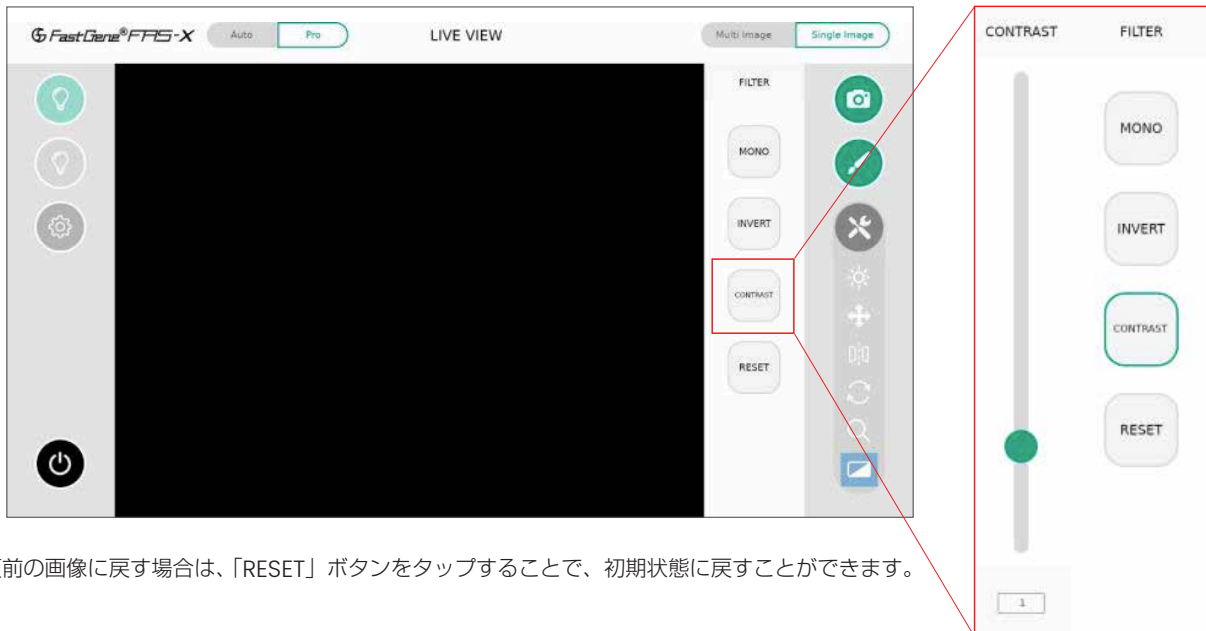 FastGene®FAS-X Auto Pro LIVE VIEW Multi Image Single Image
FILTER
MONO
INVERT
CONTRAST
RESET
CONTRAST FILTER
MONO
INVERT
CONTRAST
RESET
1
前の画像に戻す場合は、「RESET」ボタンをタップすることで、初期状態に戻すことができます。